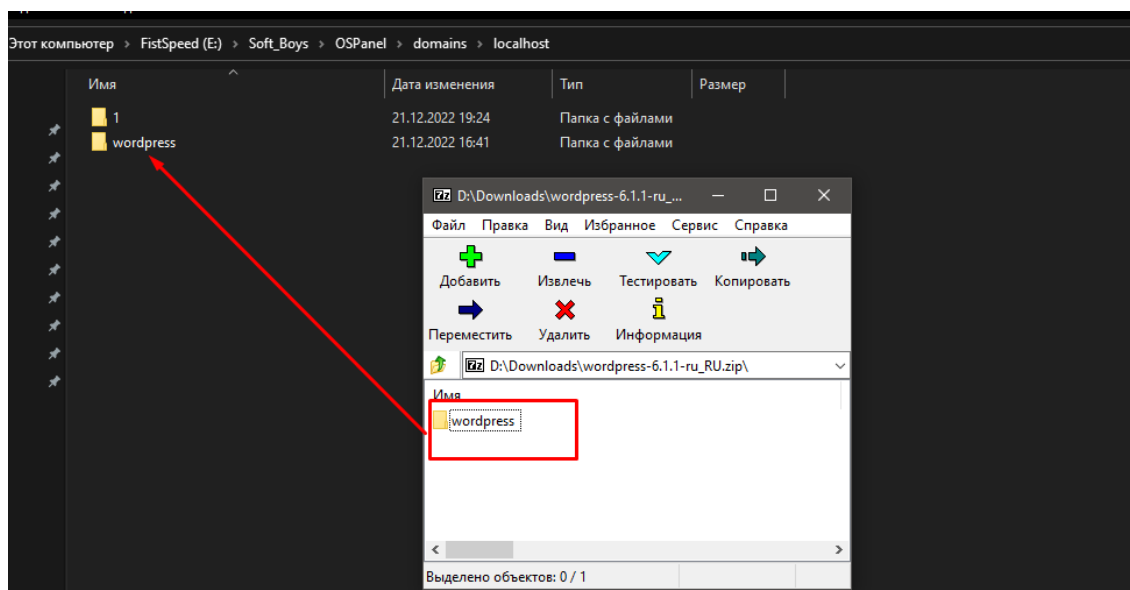 Этот компьютер > FistSpeed (E:) > Soft_Boys > OSPanel > domains > localhost
Имя Дата изменения Тип Размер
1 21.12.2022 19:24 Папка с файлами
wordpress 21.12.2022 16:41 Папка с файлами
D:\Downloads\wordpress-6.1.1-ru_...
Файл Правка Вид Избранное Сервис Справка
Добавить Извлечь Тестировать Копировать
Переместить Удалить Информация
D:\Downloads\wordpress-6.1.1-ru_RU.zip\
Имя
wordpress
Выделено объектов: 0 / 1